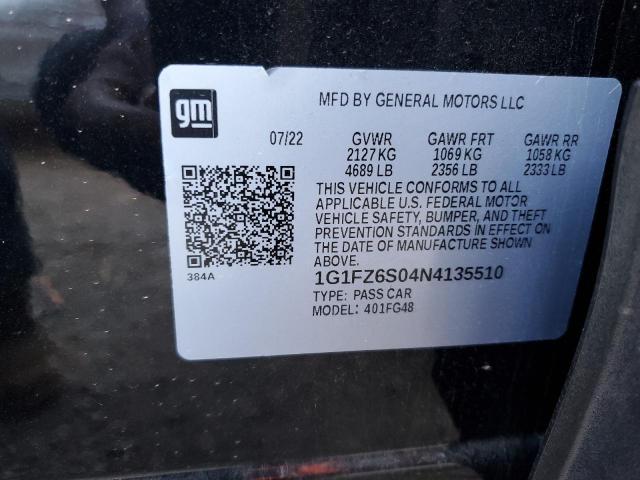 gm
MFD BY GENERAL MOTORS LLC
07/22 GVWR GAWR FRT GAWR RR
2127 KG 1069 KG 1058 KG
4689 LB 2356 LB 2333 LB
THIS VEHICLE CONFORMS TO ALL
APPLICABLE U.S. FEDERAL MOTOR
VEHICLE SAFETY, BUMPER, AND THEFT
PREVENTION STANDARDS IN EFFECT ON
THE DATE OF MANUFACTURE SHOWN
ABOVE.
384A
1G1FZ6S04N4135510
TYPE: PASS CAR
MODEL: 401FG48